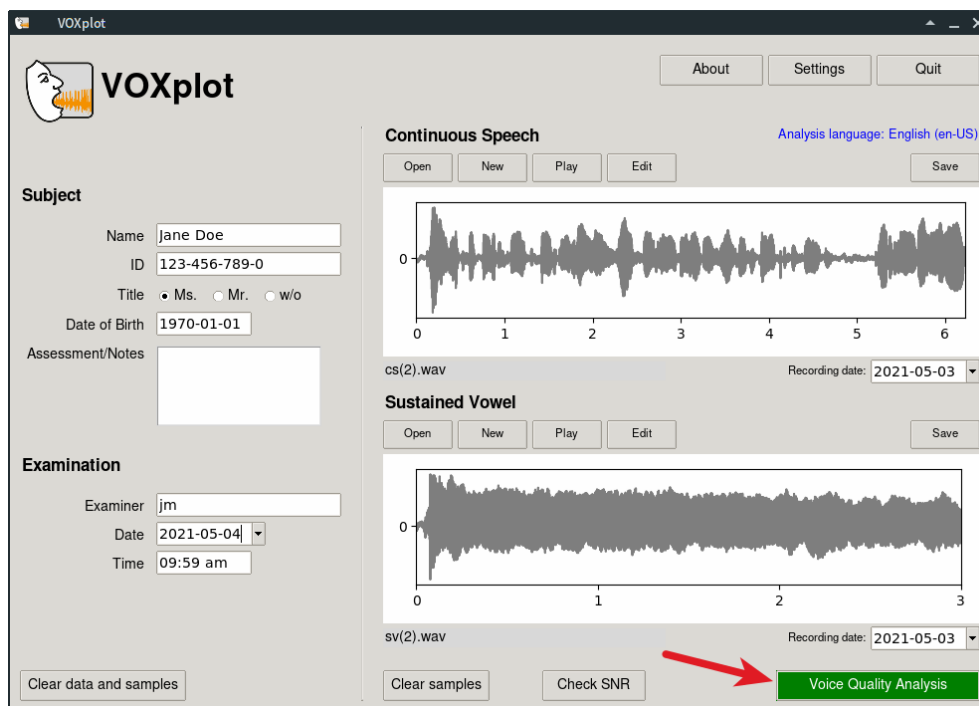 VOXplot
VOXplot
About Settings Quit
Continuous Speech
Analysis language: English (en-US)
Open New Play Edit Save
0
0 1 2 3 4 5 6
cs(2).wav
Recording date: 2021-05-03
Sustained Vowel
Open New Play Edit Save
0
0 1 2 3
sv(2).wav
Recording date: 2021-05-03
Subject
Name Jane Doe
ID 123-456-789-0
Title Ms. Mr. w/o
Date of Birth 1970-01-01
Assessment/Notes
Examination
Examiner jm
Date 2021-05-04
Time 09:59 am
Clear data and samples
Clear samples
Check SNR
Voice Quality Analysis